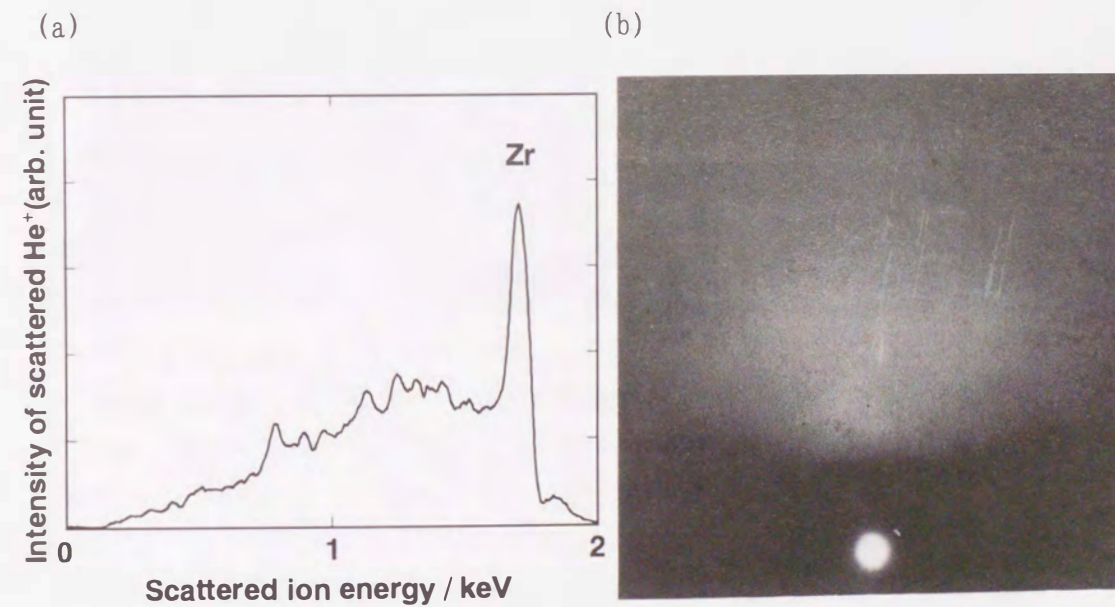 (a)
(b)
Intensity of scattered He⁺(arb. unit)
Zr
0
1
2
Scattered ion energy / keV